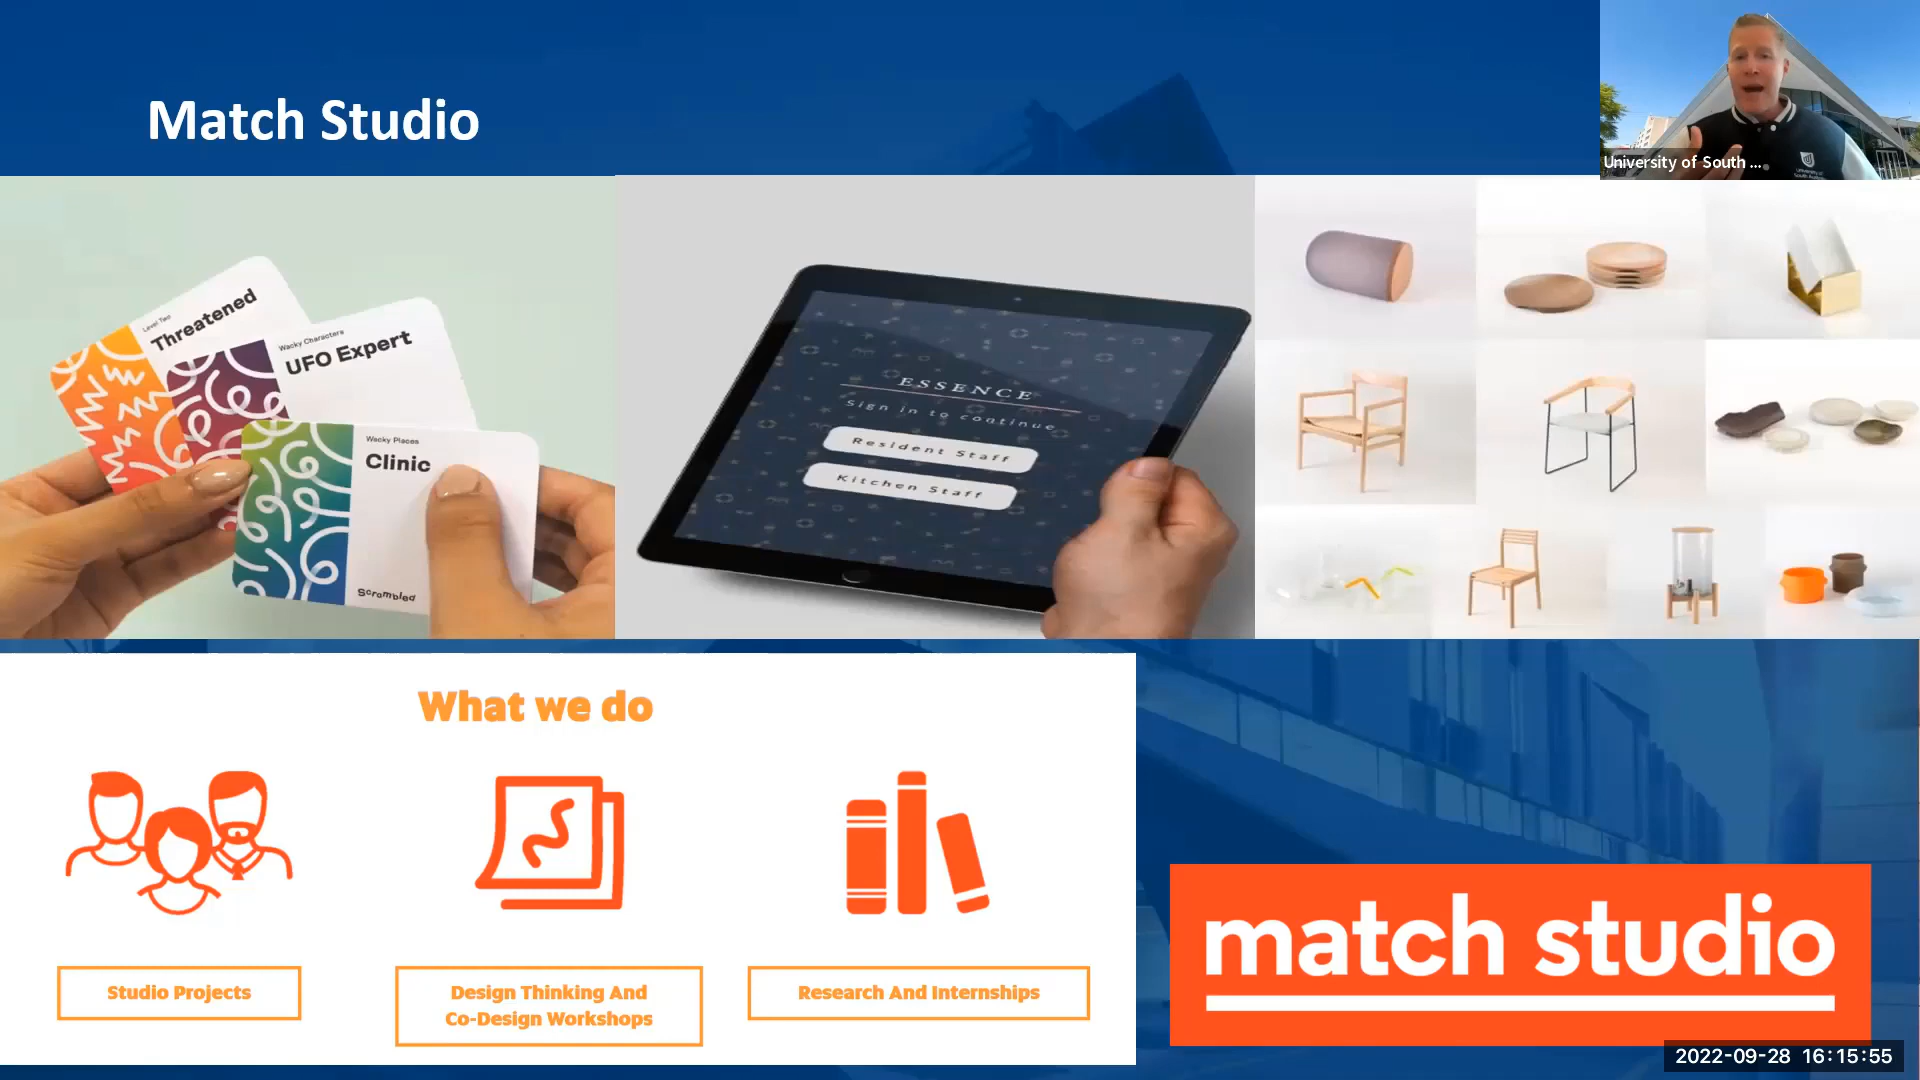 Match Studio
University of South ...
University of
Level Two
Threatened
Wacky Characters
UFO Expert
Wacky Places
Clinic
Scrambled
ESSENCE
Sign in to continue
Resident Staff
Kitchen Staff
What we do
Studio Projects
Design Thinking And
Co-Design Workshops
Research And Internships
match studio
2022-09-28 16:15:55